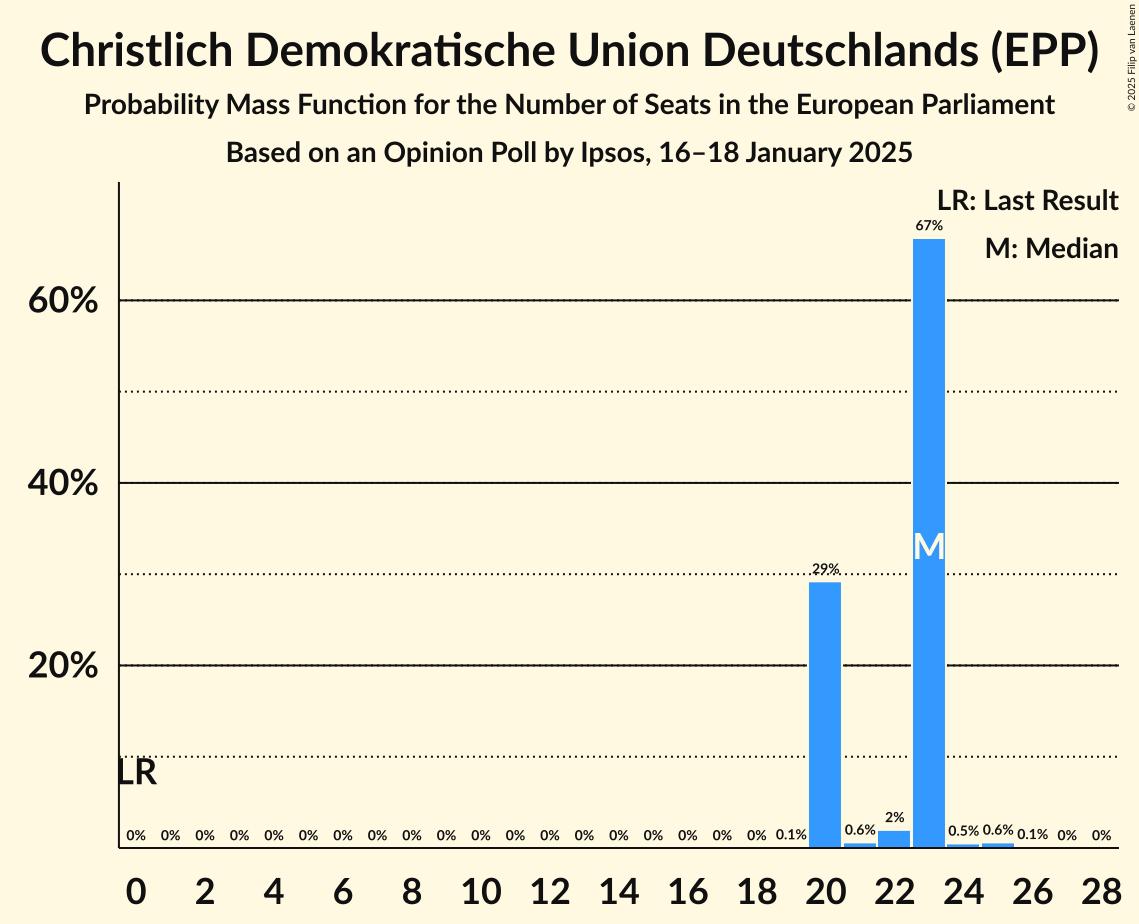 Christlich Demokratische Union Deutschlands (EPP)
Probability Mass Function for the Number of Seats in the European Parliament
Based on an Opinion Poll by Ipsos, 16–18 January 2025
© 2025 Filip van Laenen
LR: Last Result
M: Median
67%
60%
40%
M
29%
20%
LR
0% 0% 0% 0% 0% 0% 0% 0% 0% 0% 0% 0% 0% 0% 0% 0% 0% 0% 0% 0.1% 0.6% 2% 0.5% 0.6% 0.1% 0% 0%
0 2 4 6 8 10 12 14 16 18 20 22 24 26 28